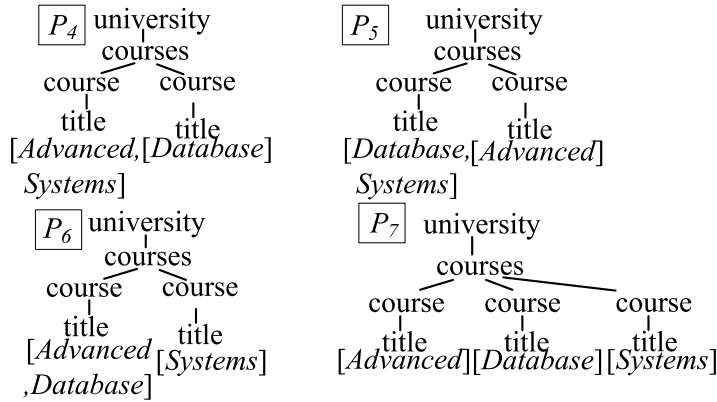 P4 university
courses
course course
title title
[Advanced, [Database]
Systems]
P5 university
courses
course course
title title
[Database, [Advanced]
Systems]
P6 university
courses
course course
title title
[Advanced [Systems]
,Database]
P7 university
courses
course course course
title title title
[Advanced] [Database] [Systems]